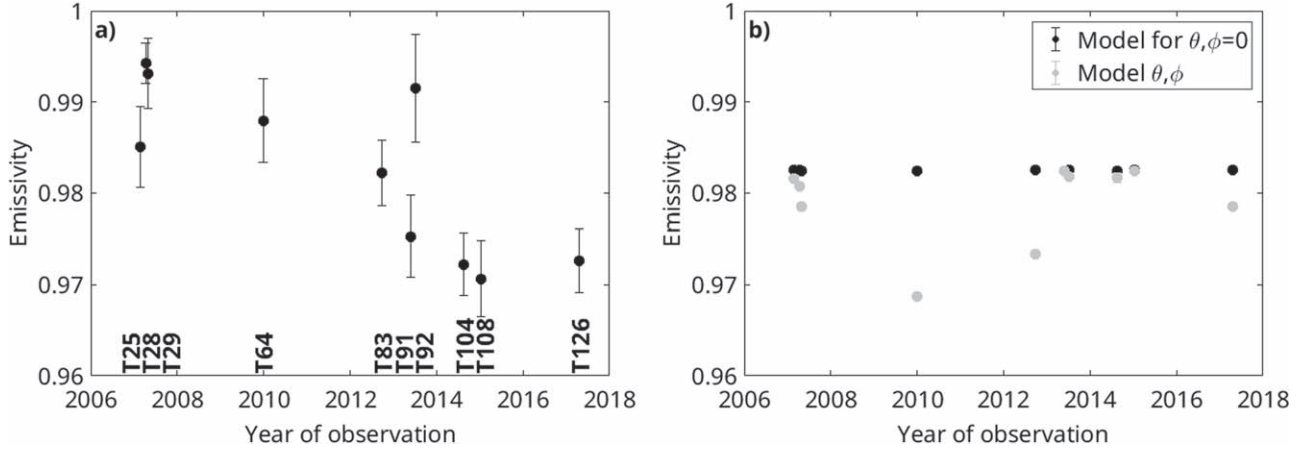 a)
1
0.99
0.98
0.97
0.96
Emissivity
T25
T28
T29
T64
T83
T91
T92
T104
T108
T126
2006 2008 2010 2012 2014 2016 2018
Year of observation
b)
Model for θ,ϕ=0
Model θ,ϕ
1
0.99
0.98
0.97
0.96
Emissivity
2006 2008 2010 2012 2014 2016 2018
Year of observation